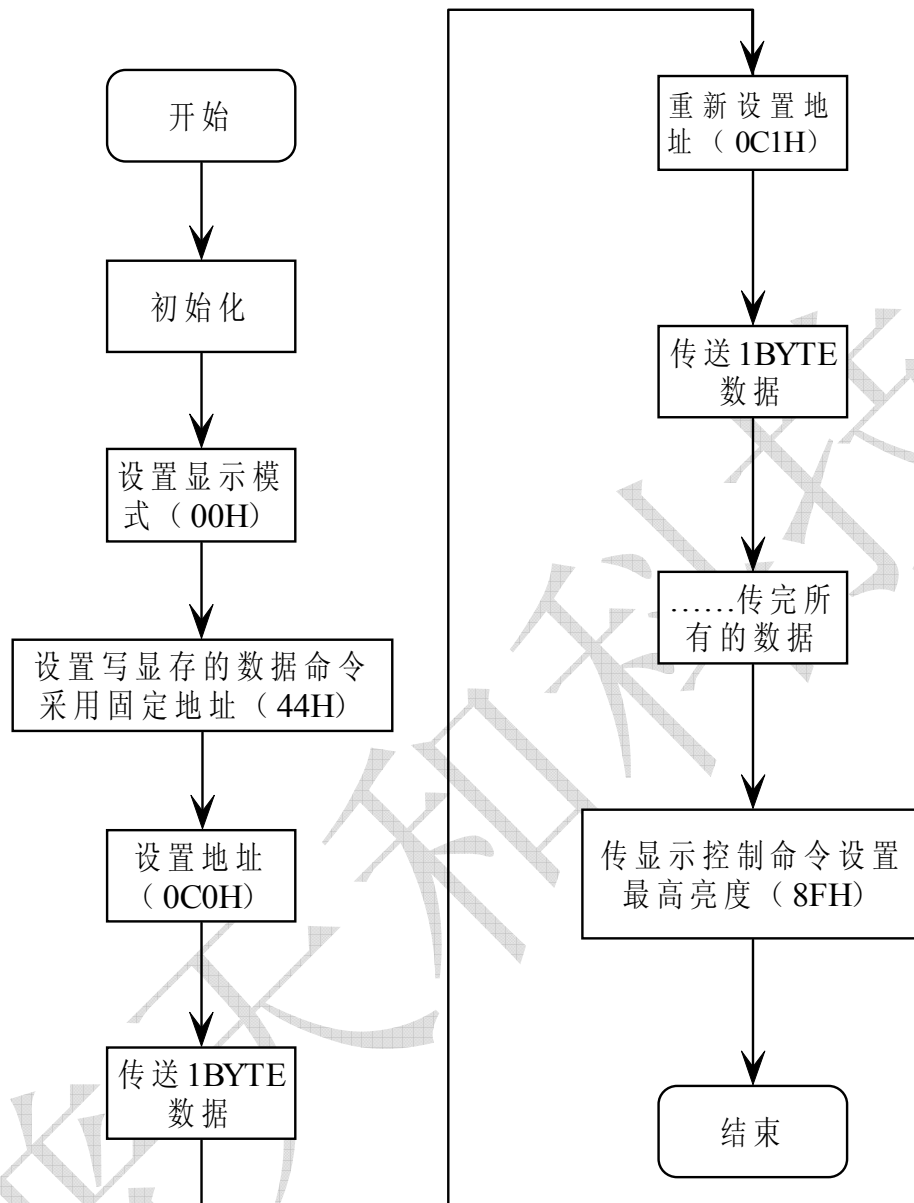 开始
初始化
设置显示模
式（00H）
设置写显存的数据命令
采用固定地址（44H）
设置地址
（0C0H）
传送1BYTE
数据
重新设置地
址（0C1H）
传送1BYTE
数据
……传完所
有的数据
传显示控制命令设置
最高亮度（8FH）
结束